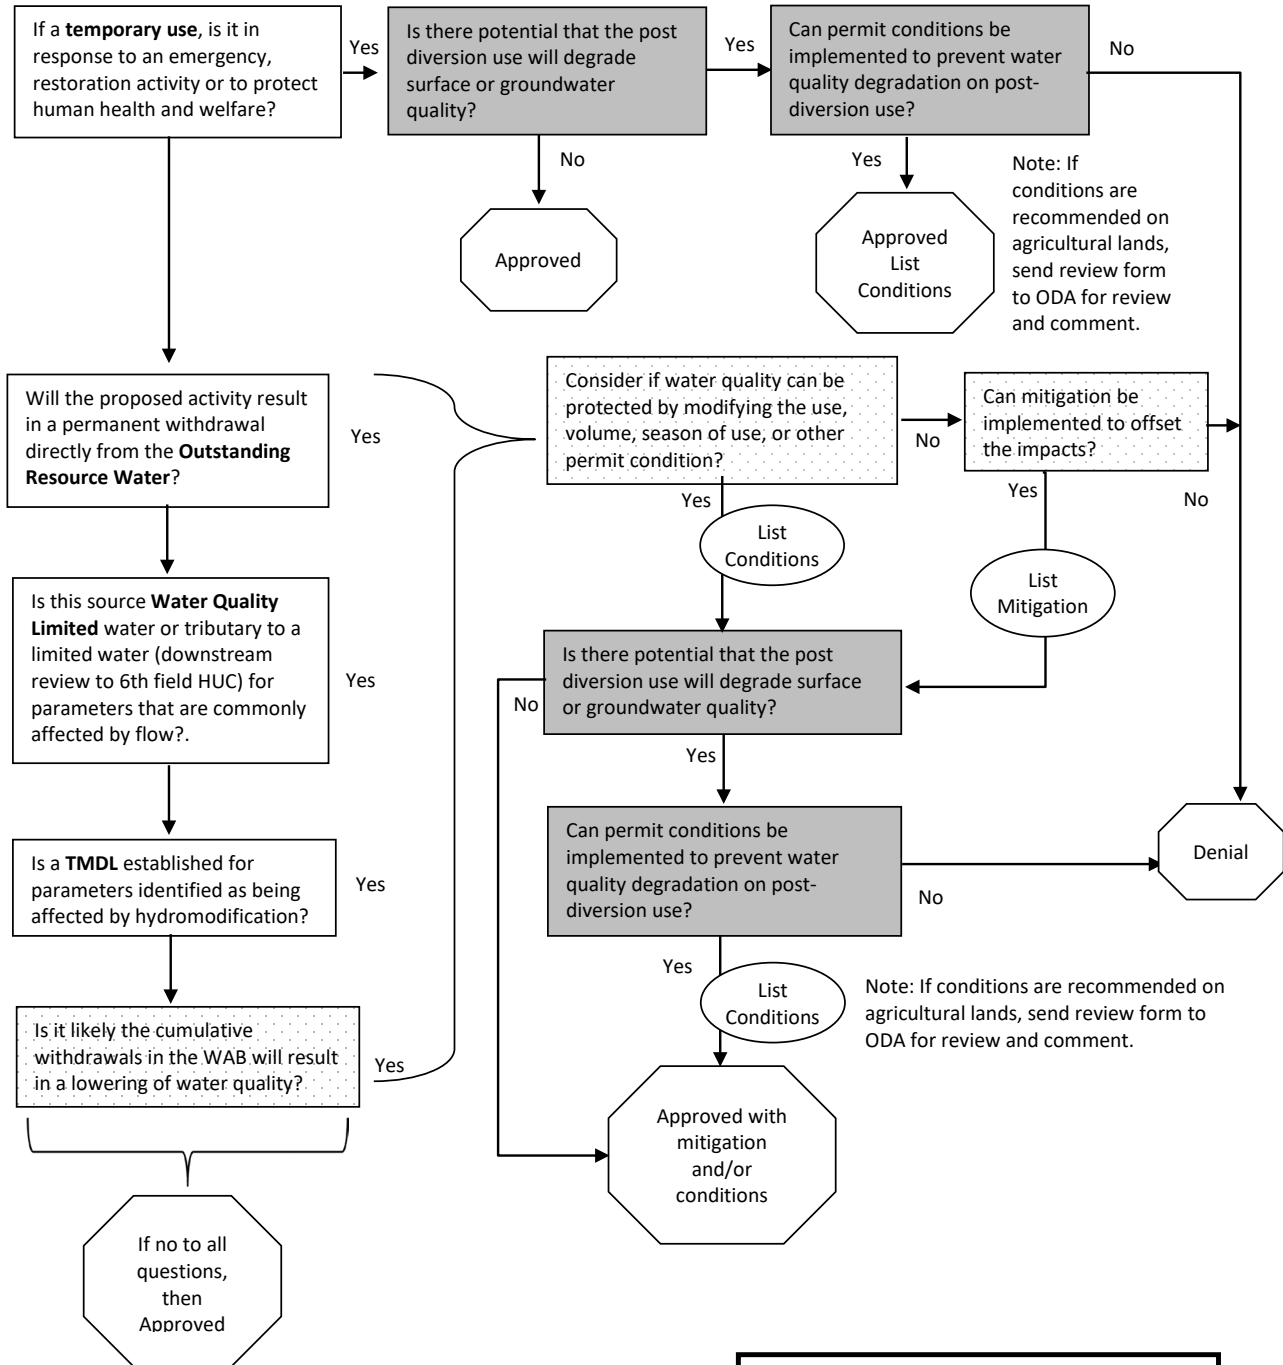 If a temporary use, is it in
response to an emergency,
restoration activity or to protect
human health and welfare?
Yes
Is there potential that the post
diversion use will degrade
surface or groundwater
quality?
Yes
Can permit conditions be
implemented to prevent water
quality degradation on post-
diversion use?
No
No
Approved
Yes
Approved
List
Conditions
Note: If
conditions are
recommended on
agricultural lands,
send review form
to ODA for review
and comment.
Will the proposed activity result
in a permanent withdrawal
directly from the Outstanding
Resource Water?
Yes
Consider if water quality can be
protected by modifying the use,
volume, season of use, or other
permit condition?
No
Can mitigation be
implemented to offset
the impacts?
No
Yes
List
Conditions
Yes
List
Mitigation
Is this source Water Quality
Limited water or tributary to a
limited water (downstream
review to 6th field HUC) for
parameters that are commonly
affected by flow?.
Yes
Is there potential that the post
diversion use will degrade surface
or groundwater quality?
No
Yes
Is a TMDL established for
parameters identified as being
affected by hydromodification?
Yes
Can permit conditions be
implemented to prevent water
quality degradation on post-
diversion use?
No
Denial
Yes
List
Conditions
Note: If conditions are recommended on
agricultural lands, send review form to
ODA for review and comment.
Is it likely the cumulative
withdrawals in the WAB will result
in a lowering of water quality?
Yes
Approved with
mitigation
and/or
conditions
If no to all
questions,
then
Approved